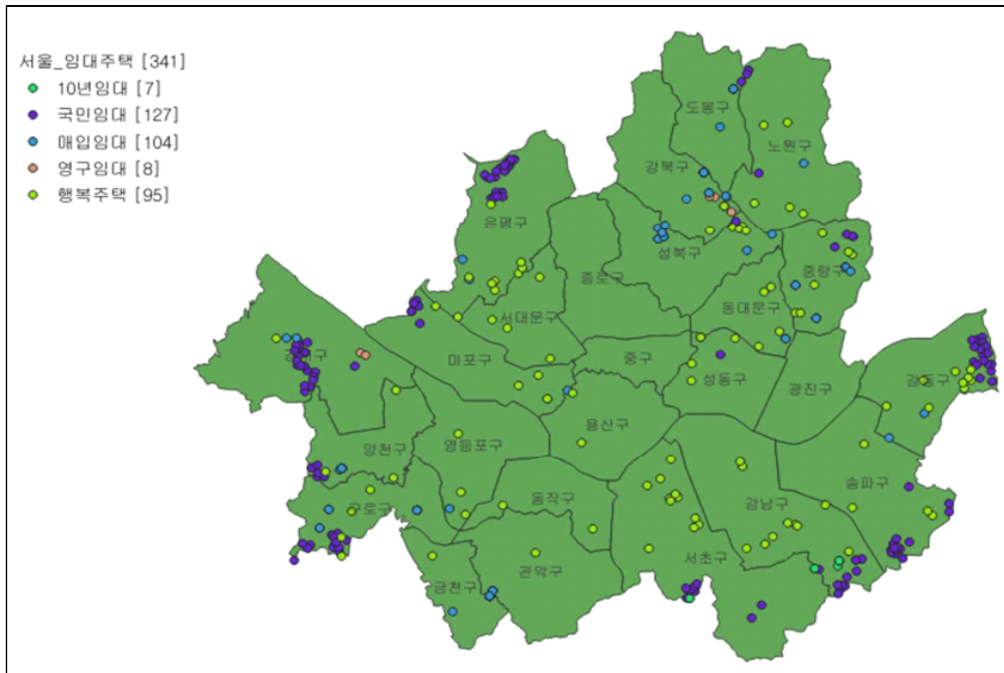 서울_임대주택 [341]
10년임대 [7]
국민임대 [127]
매입임대 [104]
영구임대 [8]
행복주택 [95]
도봉구
노원구
강북구
은평구
성북구
중랑구
종로구
동대문구
서대문구
마포구
중구
성동구
광진구
강동구
용산구
양천구
영등포구
송파구
강남구
동작구
구로구
서초구
관악구
금천구